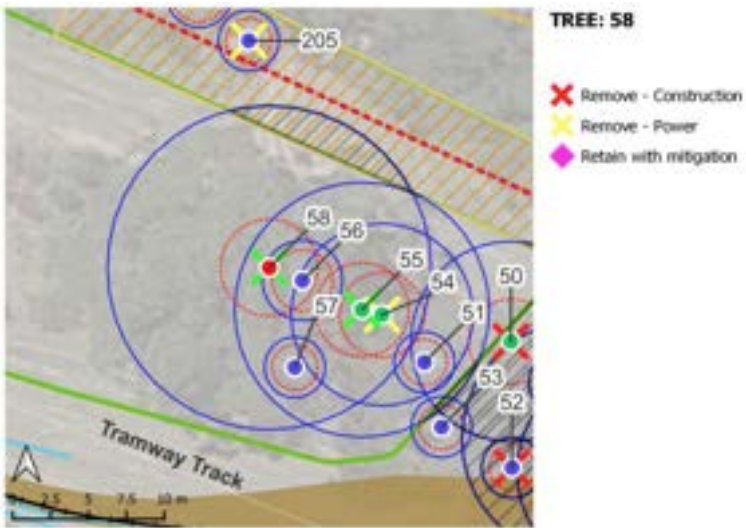 TREE: 58
Remove - Construction
Remove - Power
Retain with mitigation
205
58
56
55
54
57
51
50
53
52
Tramway Track
2.5 5 7.5 10 m